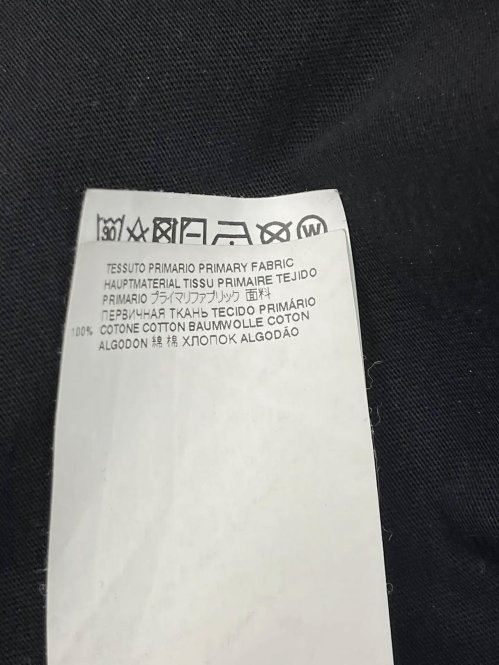 30 W
TESSUTO PRIMARIO PRIMARY FABRIC
HAUPTMATERIAL TISSU PRIMAIRE TEJIDO
PRIMARIO プライマリファブリック 面料
ПЕРВИЧНАЯ ТКАНЬ TECIDO PRIMÁRIO
100% COTONE COTTON BAUMWOLLE COTON
ALGODON 綿 棉 ХЛОПОК ALGODÃO